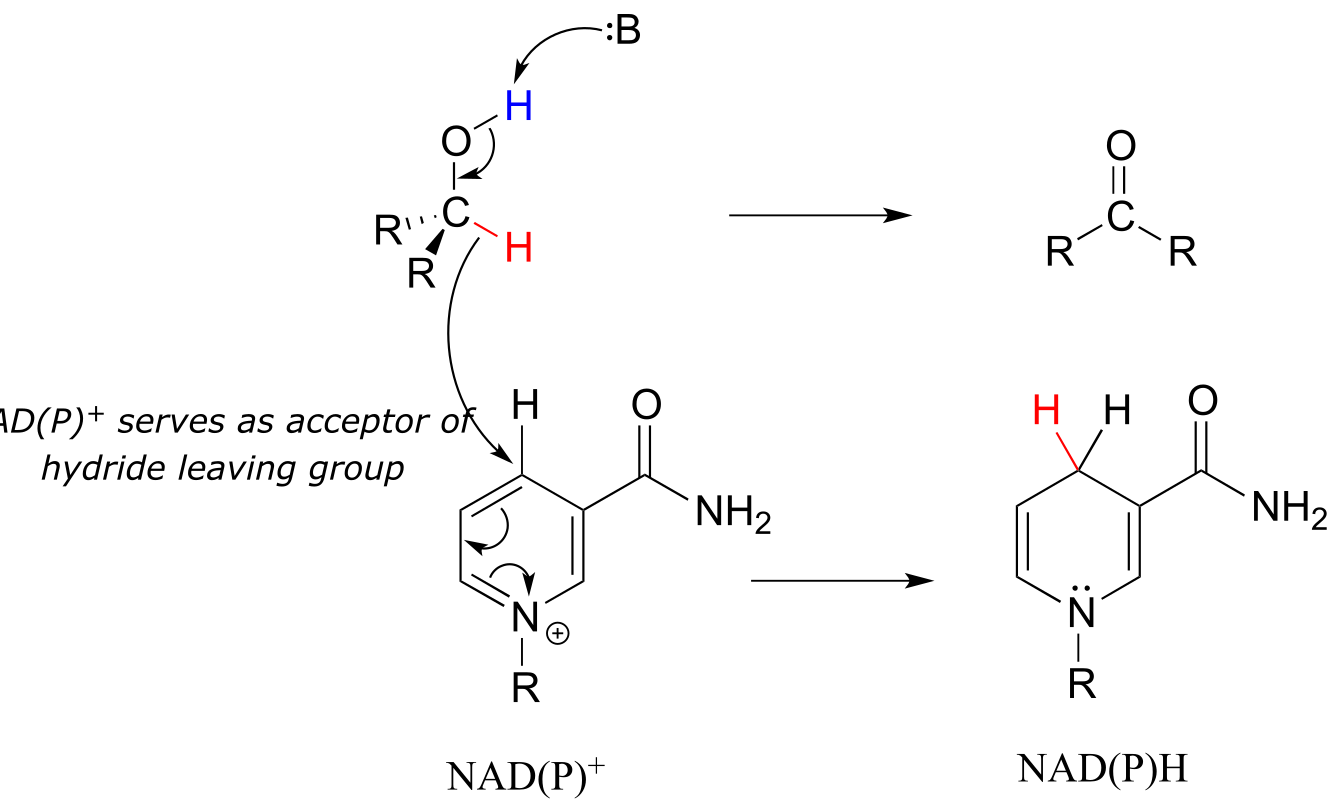 :B
H
O
O
C
R
H
R
C
R
R
H
O
H
H
O
AD(P)⁺ serves as acceptor of
hydride leaving group
NH₂
NH₂
N
⊕
N̈
R
R
NAD(P)⁺
NAD(P)H